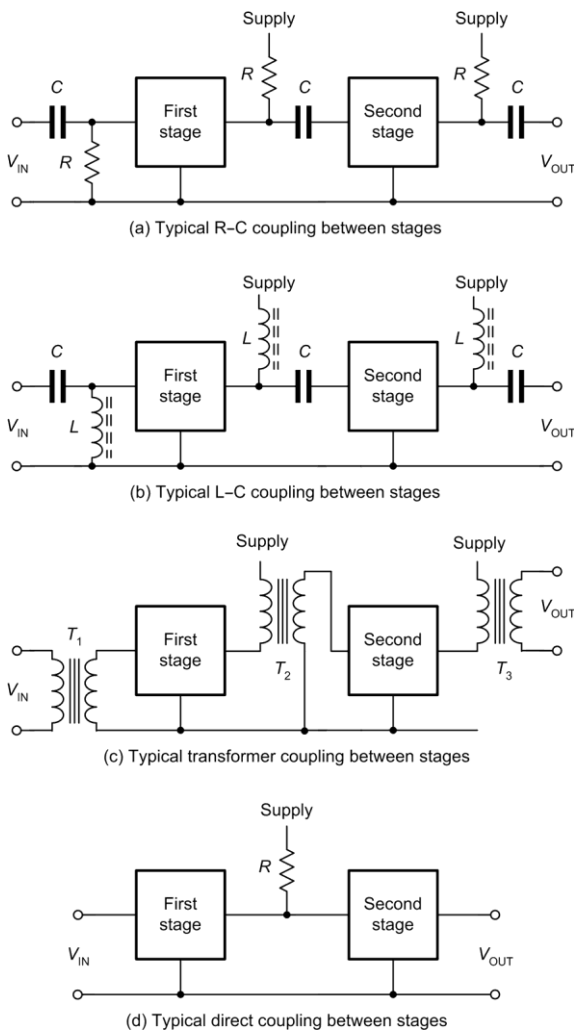 Supply Supply
R R
C C C
First stage Second stage
V_IN R V_OUT
(a) Typical R–C coupling between stages
Supply Supply
L L
C C C
First stage Second stage
V_IN L V_OUT
(b) Typical L–C coupling between stages
Supply Supply
V_OUT
T_1 First stage Second stage
T_2 T_3
V_IN
(c) Typical transformer coupling between stages
Supply
R
First stage Second stage
V_IN V_OUT
(d) Typical direct coupling between stages